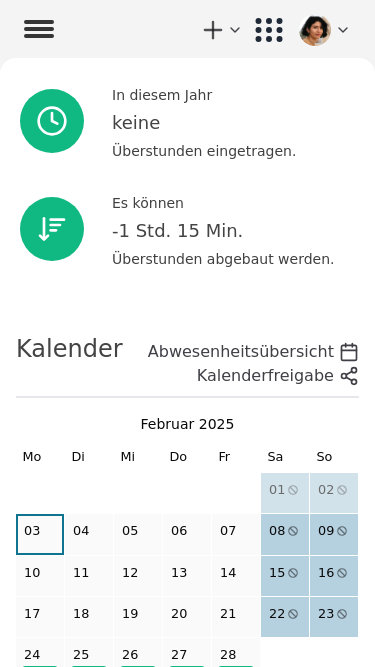 In diesem Jahr
keine
Überstunden eingetragen.
Es können
-1 Std. 15 Min.
Überstunden abgebaut werden.
Kalender
Abwesenheitsübersicht
Kalenderfreigabe
Februar 2025
Mo Di Mi Do Fr Sa So
01 02
03 04 05 06 07 08 09
10 11 12 13 14 15 16
17 18 19 20 21 22 23
24 25 26 27 28